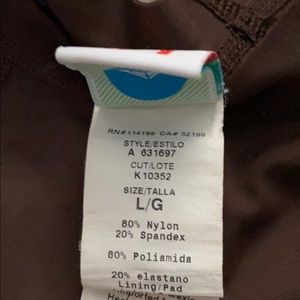 RN#114199 CA# 52190
STYLE/ESTILO
A 631697
CUT/LOTE
K10352
SIZE/TALLA
L/G
80% Nylon
20% Spandex
80% Poliamida
20% elastano
Lining/Pad